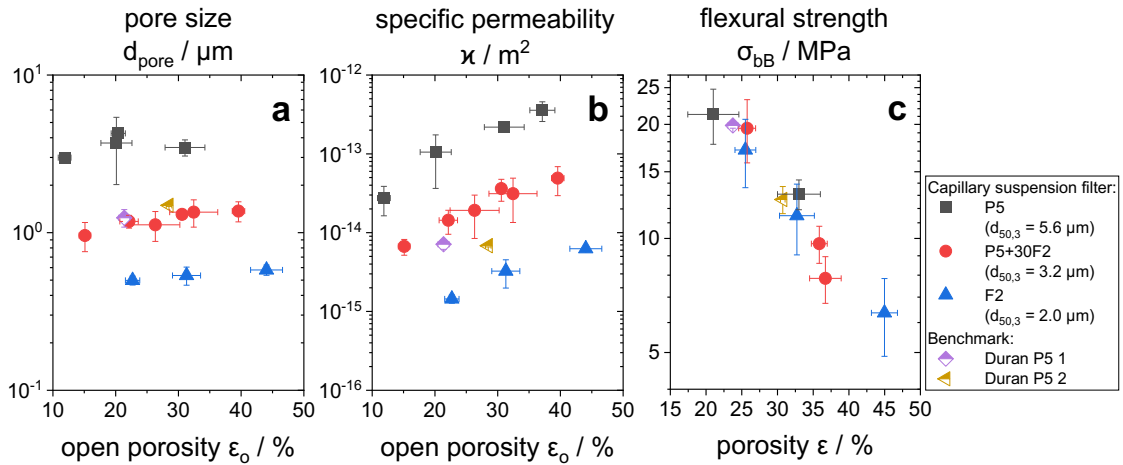 pore size
d_pore / µm
specific permeability
ϰ / m²
flexural strength
σ_bB / MPa
a
10¹
10⁰
10⁻¹
10 20 30 40 50
open porosity ε_o / %
b
10⁻¹²
10⁻¹³
10⁻¹⁴
10⁻¹⁵
10⁻¹⁶
10 20 30 40 50
open porosity ε_o / %
c
25
20
15
10
5
15 20 25 30 35 40 45 50
porosity ε / %
Capillary suspension filter:
P5
(d_50,3 = 5.6 µm)
P5+30F2
(d_50,3 = 3.2 µm)
F2
(d_50,3 = 2.0 µm)
Benchmark:
Duran P5 1
Duran P5 2